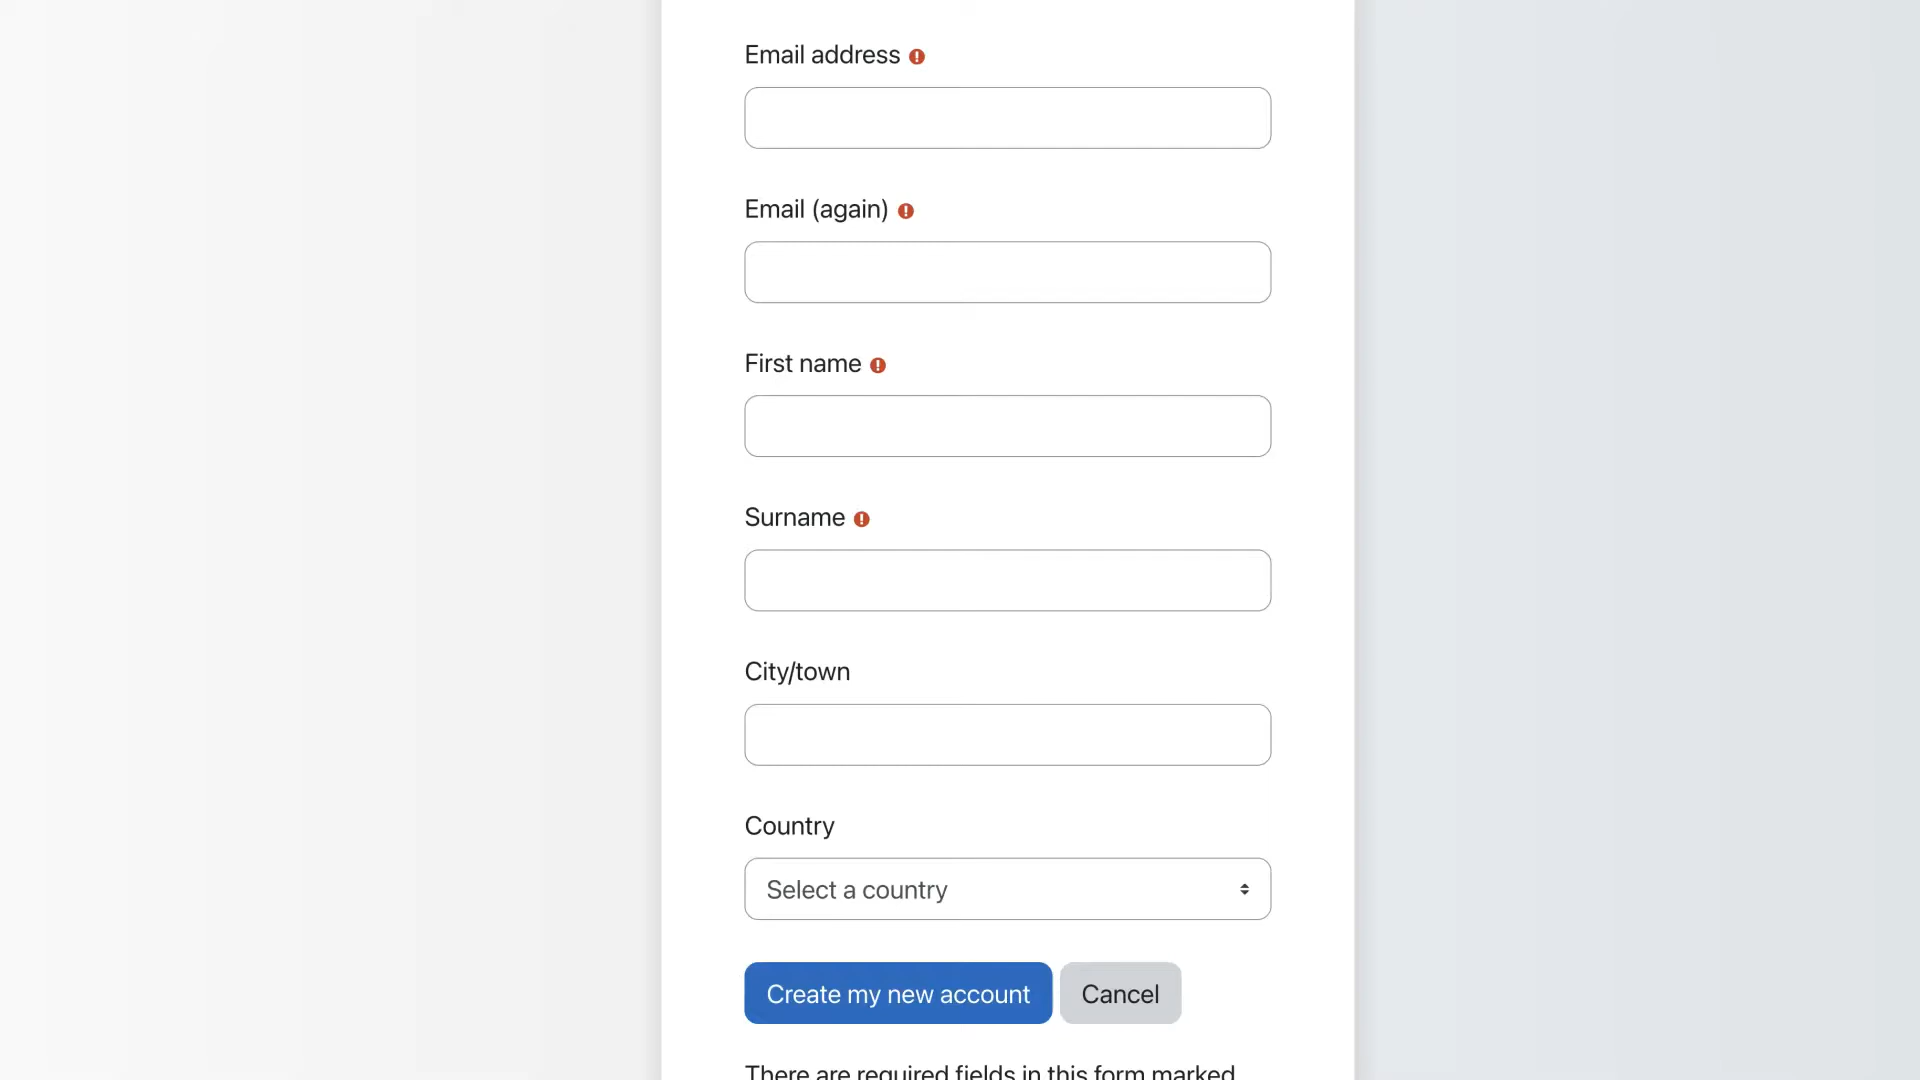 Email address
Email (again)
First name
Surname
City/town
Country
Select a country
Create my new account
Cancel
There are required fields in this form marked